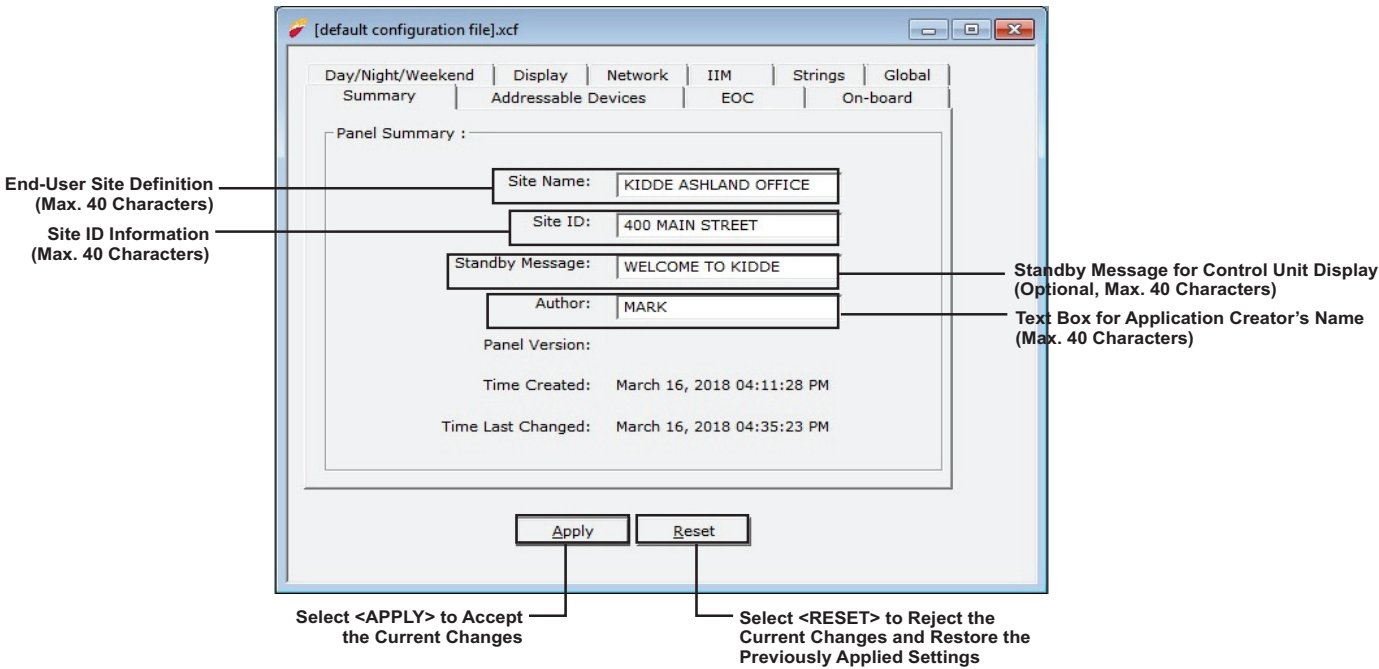 [default configuration file].xcf
Day/Night/Weekend Display Network IIM Strings Global
Summary Addressable Devices EOC On-board
Panel Summary :
End-User Site Definition
(Max. 40 Characters)
Site Name: KIDDE ASHLAND OFFICE
Site ID Information
(Max. 40 Characters)
Site ID: 400 MAIN STREET
Standby Message: WELCOME TO KIDDE
Standby Message for Control Unit Display
(Optional, Max. 40 Characters)
Author: MARK
Text Box for Application Creator’s Name
(Max. 40 Characters)
Panel Version:
Time Created: March 16, 2018 04:11:28 PM
Time Last Changed: March 16, 2018 04:35:23 PM
Apply Reset
Select <APPLY> to Accept
the Current Changes
Select <RESET> to Reject the
Current Changes and Restore the
Previously Applied Settings